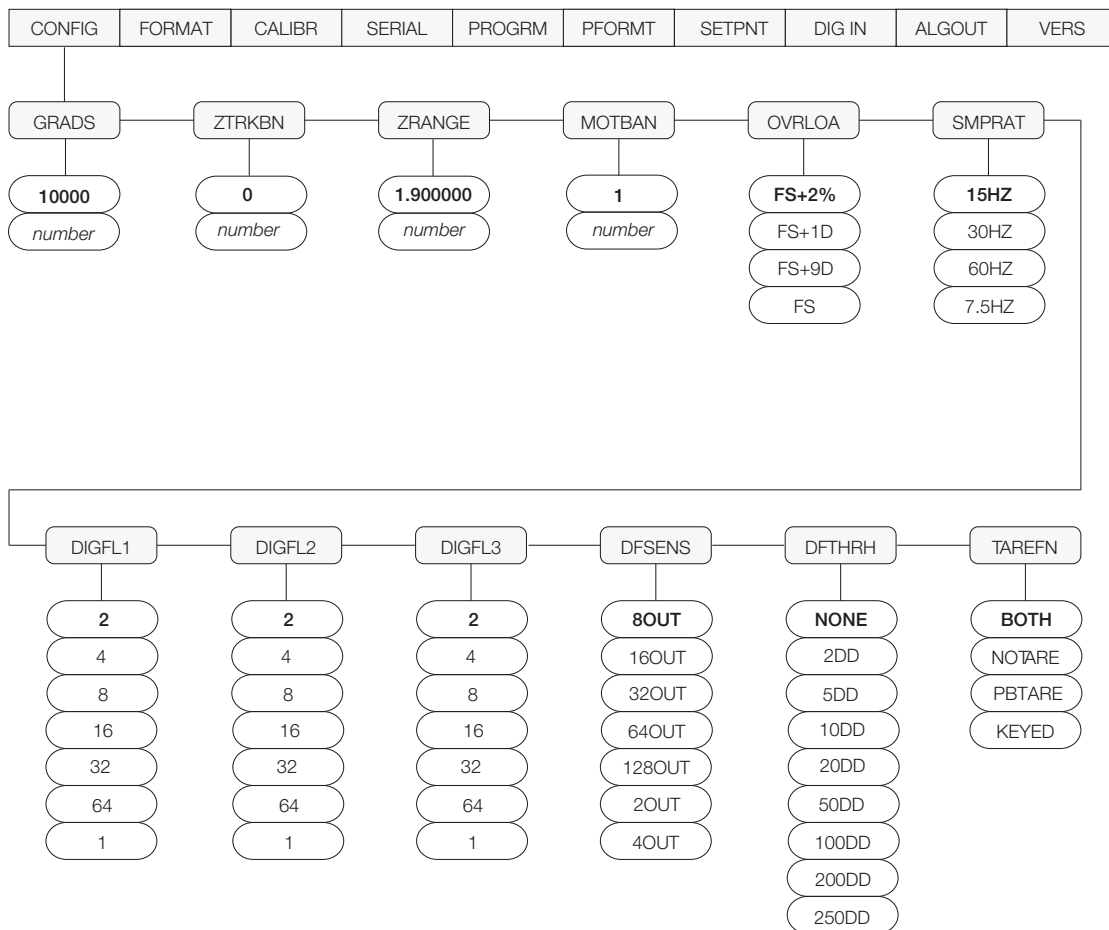 CONFIG FORMAT CALIBR SERIAL PROGRM PFORMT SETPNT DIG IN ALGOUT VERS
GRADS ZTRKBN ZRANGE MOTBAN OVRLOA SMPRAT
10000 0 1.900000 1 FS+2% 15HZ
number number number number FS+1D 30HZ
FS+9D 60HZ
FS 7.5HZ
DIGFL1 DIGFL2 DIGFL3 DFSENS DFTHRH TAREFN
2 2 2 8OUT NONE BOTH
4 4 4 16OUT 2DD NOTARE
8 8 8 32OUT 5DD PBTARE
16 16 16 64OUT 10DD KEYED
32 32 32 128OUT 20DD
64 64 64 2OUT 50DD
1 1 1 4OUT 100DD
200DD
250DD